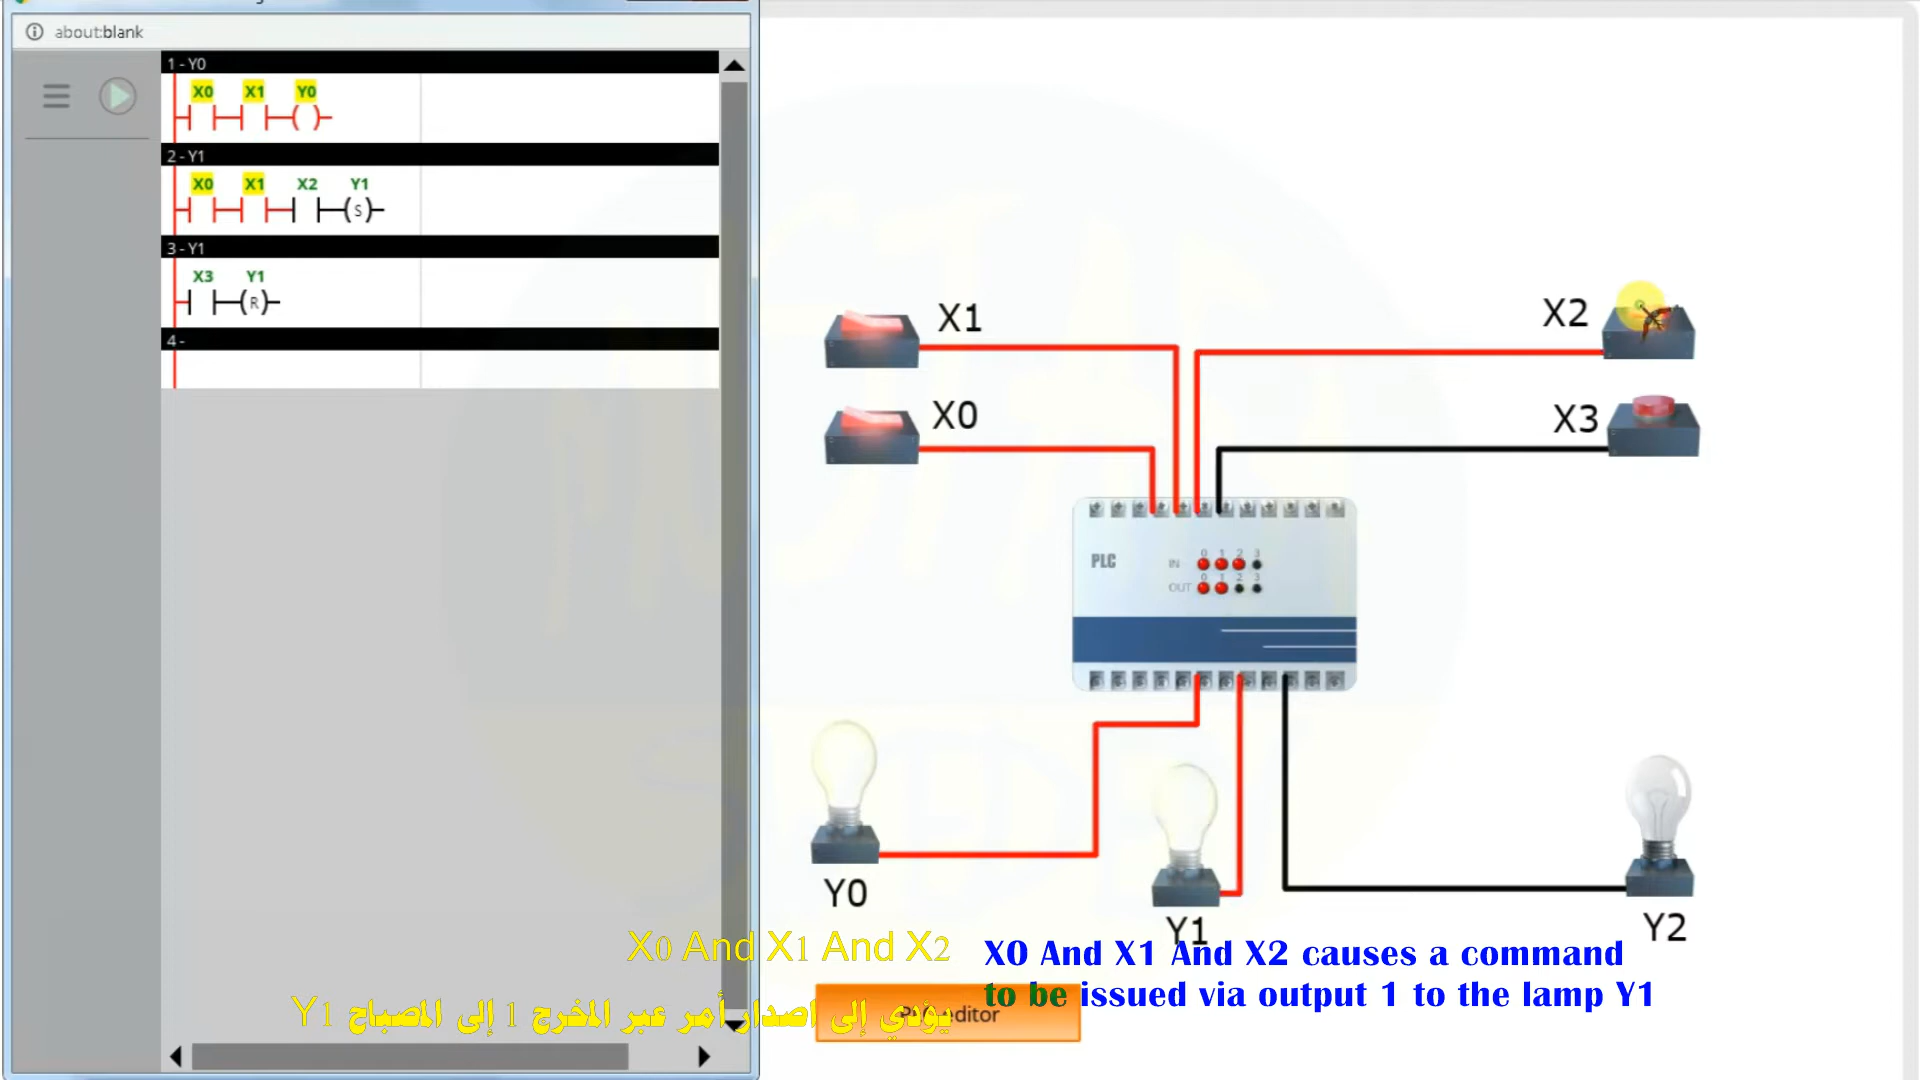 about:blank
1 - Y0
X0 X1 Y0
2 - Y1
X0 X1 X2 Y1
S
3 - Y1
X3 Y1
R
4 -
X1
X2
X0
X3
PLC
0 1 2 3
IN
0 1 2 3
OUT
Y0
Y1
Y2
X0 And X1 And X2
يؤدي إلى اصدار أمر عبر المخرج 1 إلى المصباح Y1
X0 And X1 And X2 causes a command
to be issued via output 1 to the lamp Y1
editor